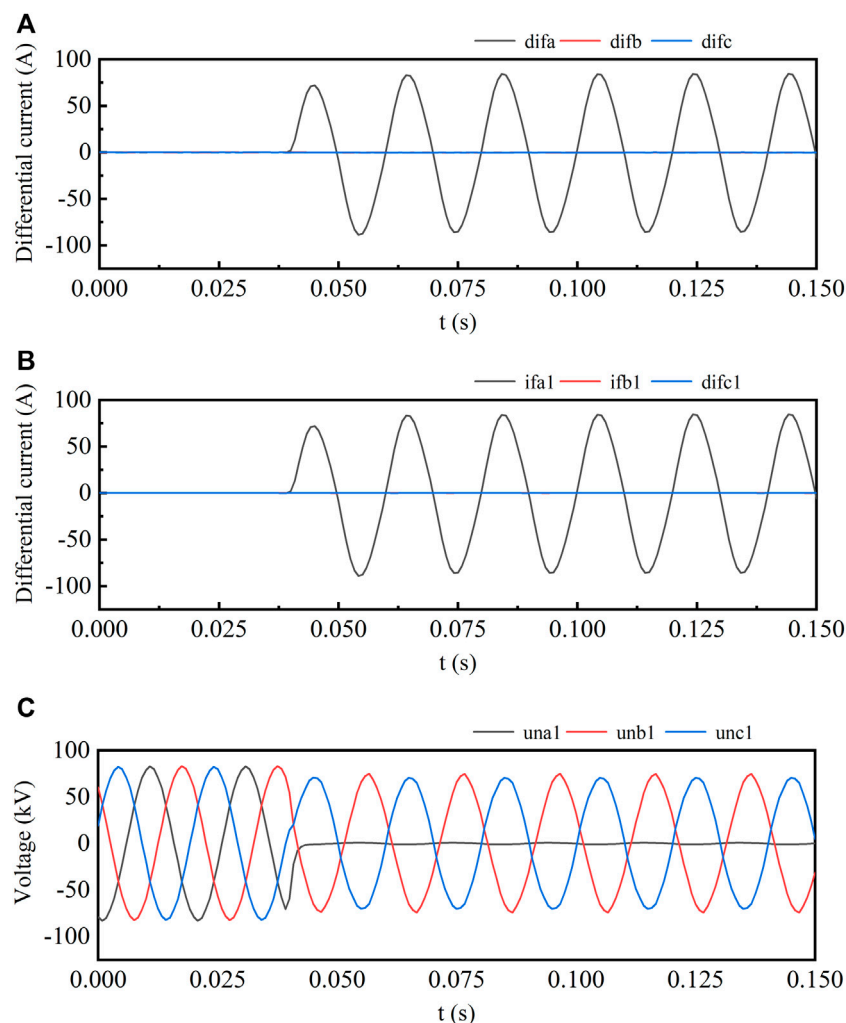 A
difa difb difc
Differential current (A)
100
50
0
-50
-100
0.000 0.025 0.050 0.075 0.100 0.125 0.150
t (s)
B
ifa1 ifb1 difc1
Differential current (A)
100
50
0
-50
-100
0.000 0.025 0.050 0.075 0.100 0.125 0.150
t (s)
C
una1 unb1 unc1
Voltage (kV)
100
50
0
-50
-100
0.000 0.025 0.050 0.075 0.100 0.125 0.150
t (s)